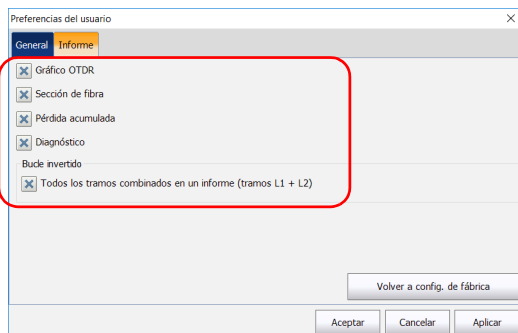 Preferencias del usuario
General Informe
Gráfico OTDR
Sección de fibra
Pérdida acumulada
Diagnóstico
Bucle invertido
Todos los tramos combinados en un informe (tramos L1 + L2)
Volver a config. de fábrica
Aceptar Cancelar Aplicar